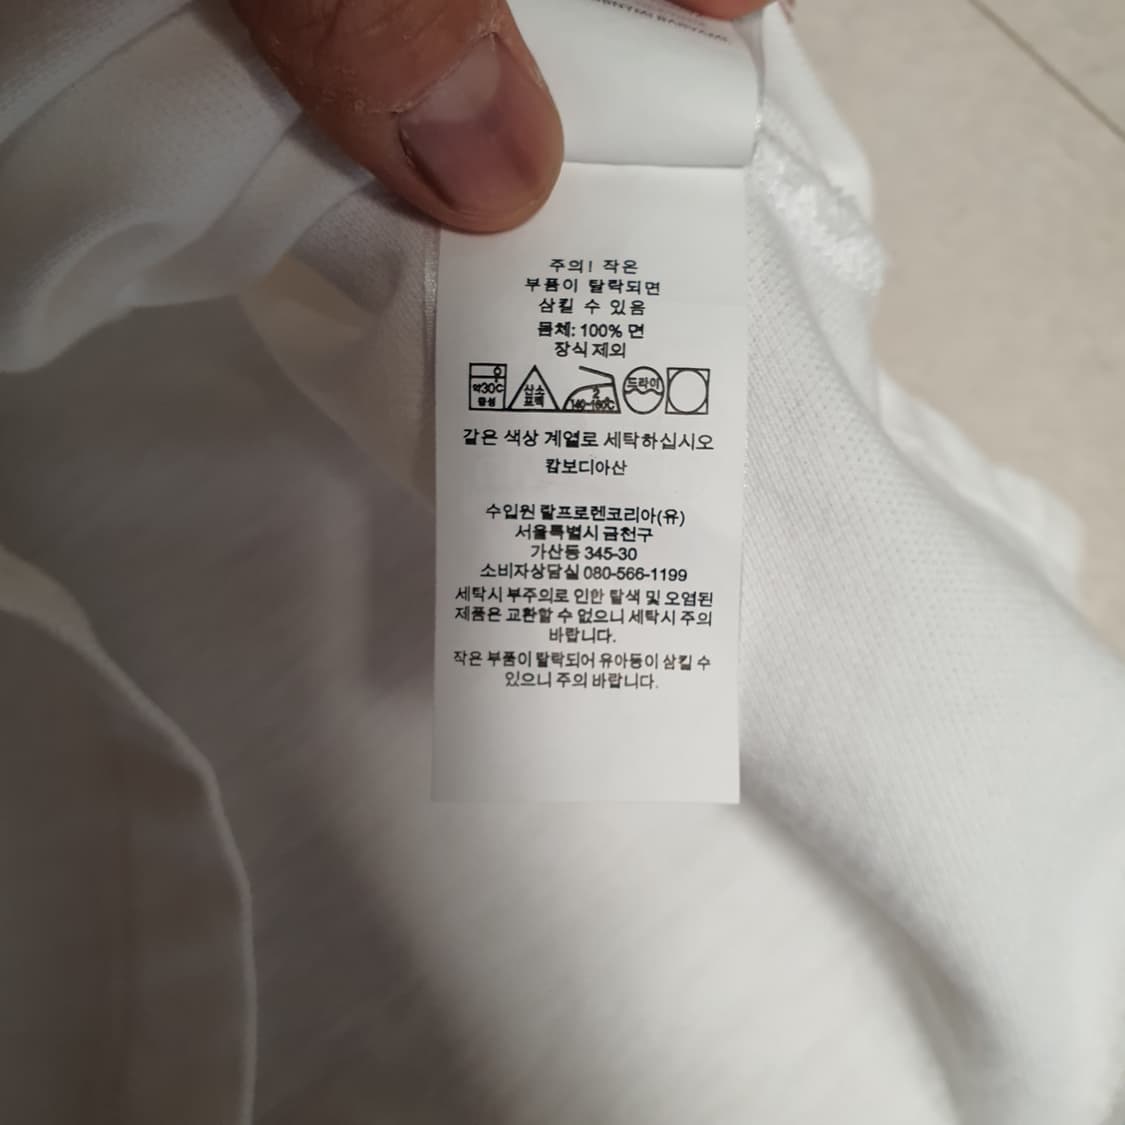 주의! 작은
부품이 탈락되면
삼킬 수 있음
몸체: 100% 면
장식 제외
약30℃
중성
산소
표백
2
140~160℃
드라이
같은 색상 계열로 세탁하십시오
캄보디아산
수입원 랄프로렌코리아(유)
서울특별시 금천구
가산동 345-30
소비자상담실 080-566-1199
세탁시 부주의로 인한 탈색 및 오염된
제품은 교환할 수 없으니 세탁시 주의
바랍니다.
작은 부품이 탈락되어 유아등이 삼킬 수
있으니 주의 바랍니다.